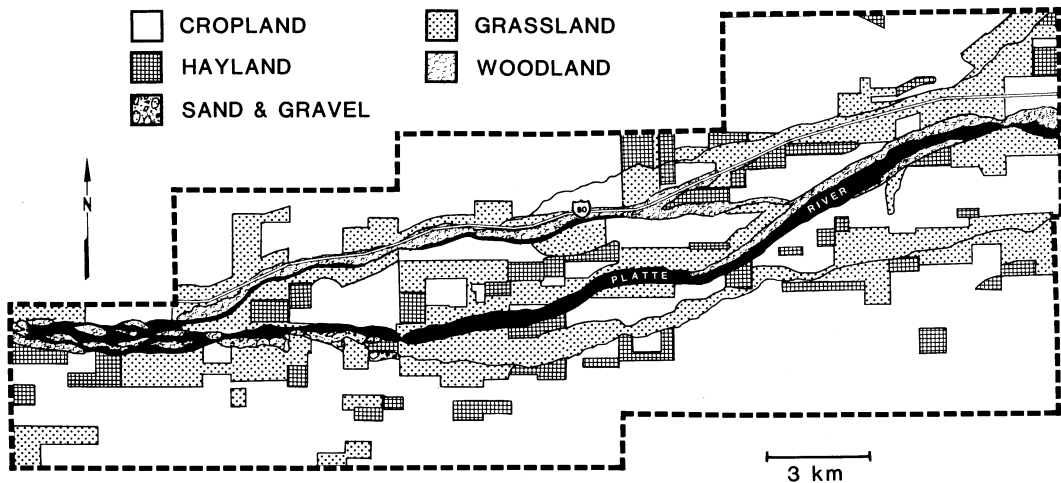 CROPLAND
HAYLAND
SAND & GRAVEL
GRASSLAND
WOODLAND
N
80
PLATTE RIVER
3 km